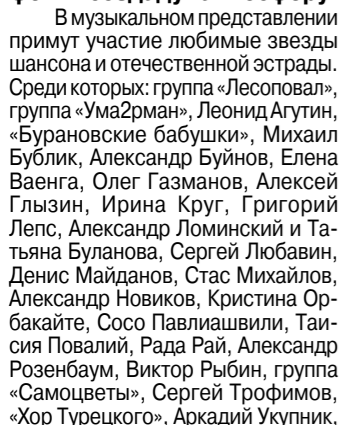 В музыкальном представлении
примут участие любимые звезды
шансона и отечественной эстрады.
Среди которых: группа «Лесоповал»,
группа «Ума2рман», Леонид Агутин,
«Бурановские бабушки», Михаил
Бублик, Александр Буйнов, Елена
Ваенга, Олег Газманов, Алексей
Глызин, Ирина Круг, Григорий
Лепс, Александр Ломинский и Та-
тьяна Буланова, Сергей Любавин,
Денис Майданов, Стас Михайлов,
Александр Новиков, Кристина Ор-
бакайте, Сосо Павлиашвили, Таи-
сия Повалий, Рада Рай, Александр
Розенбаум, Виктор Рыбин, группа
«Самоцветы», Сергей Трофимов,
«Хор Турецкого», Аркадий Укупник,